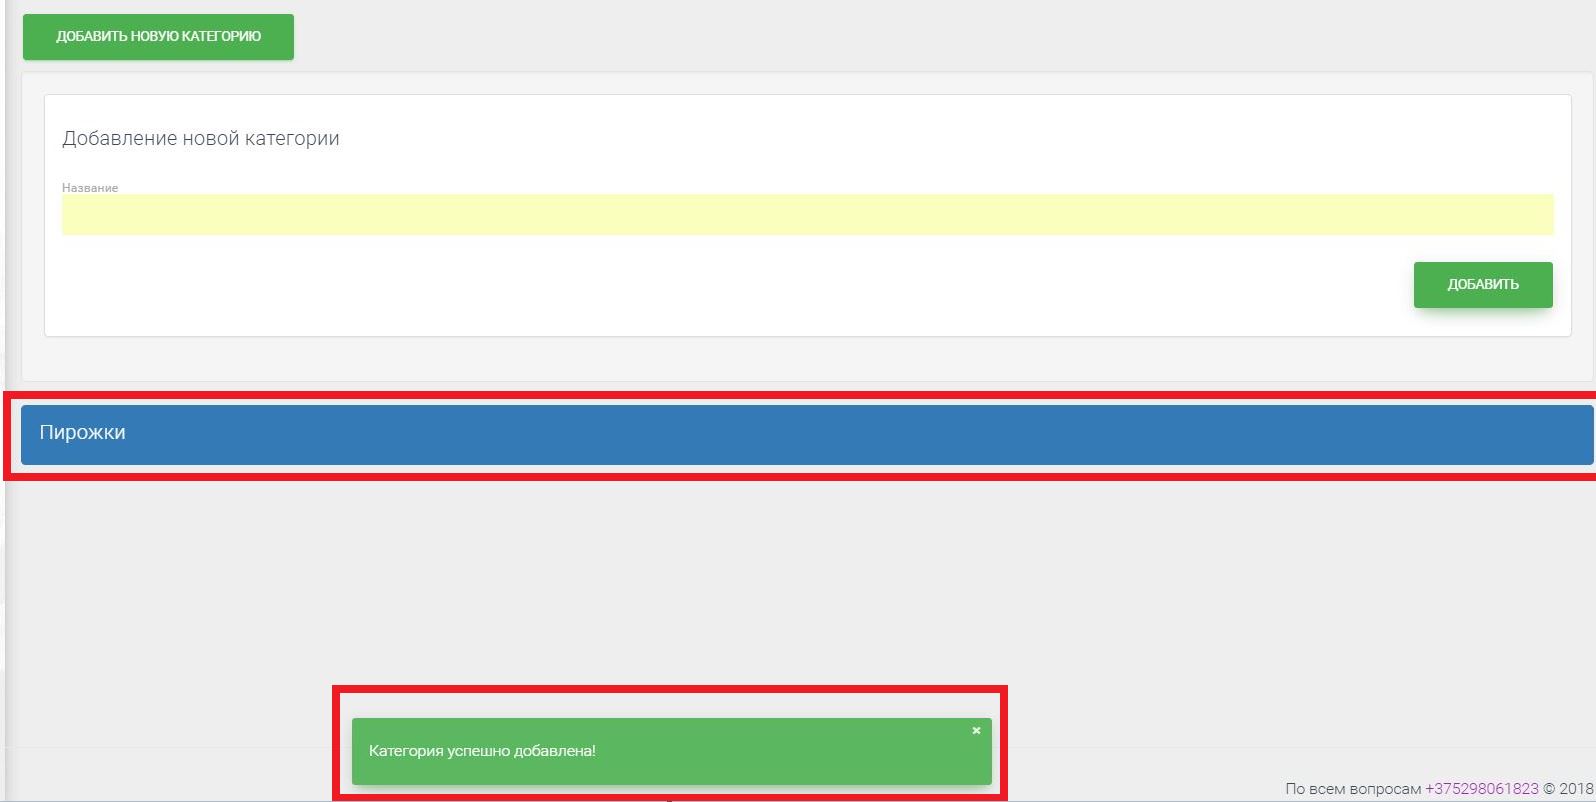 ДОБАВИТЬ НОВУЮ КАТЕГОРИЮ
Добавление новой категории
Название
ДОБАВИТЬ
Пирожки
×
Категория успешно добавлена!
По всем вопросам +375298061823 © 2018